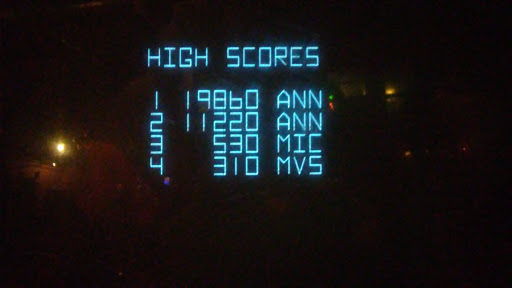 HIGH SCORES
1 19860 ANN
2 11220 ANN
3 530 MIC
4 310 MVS